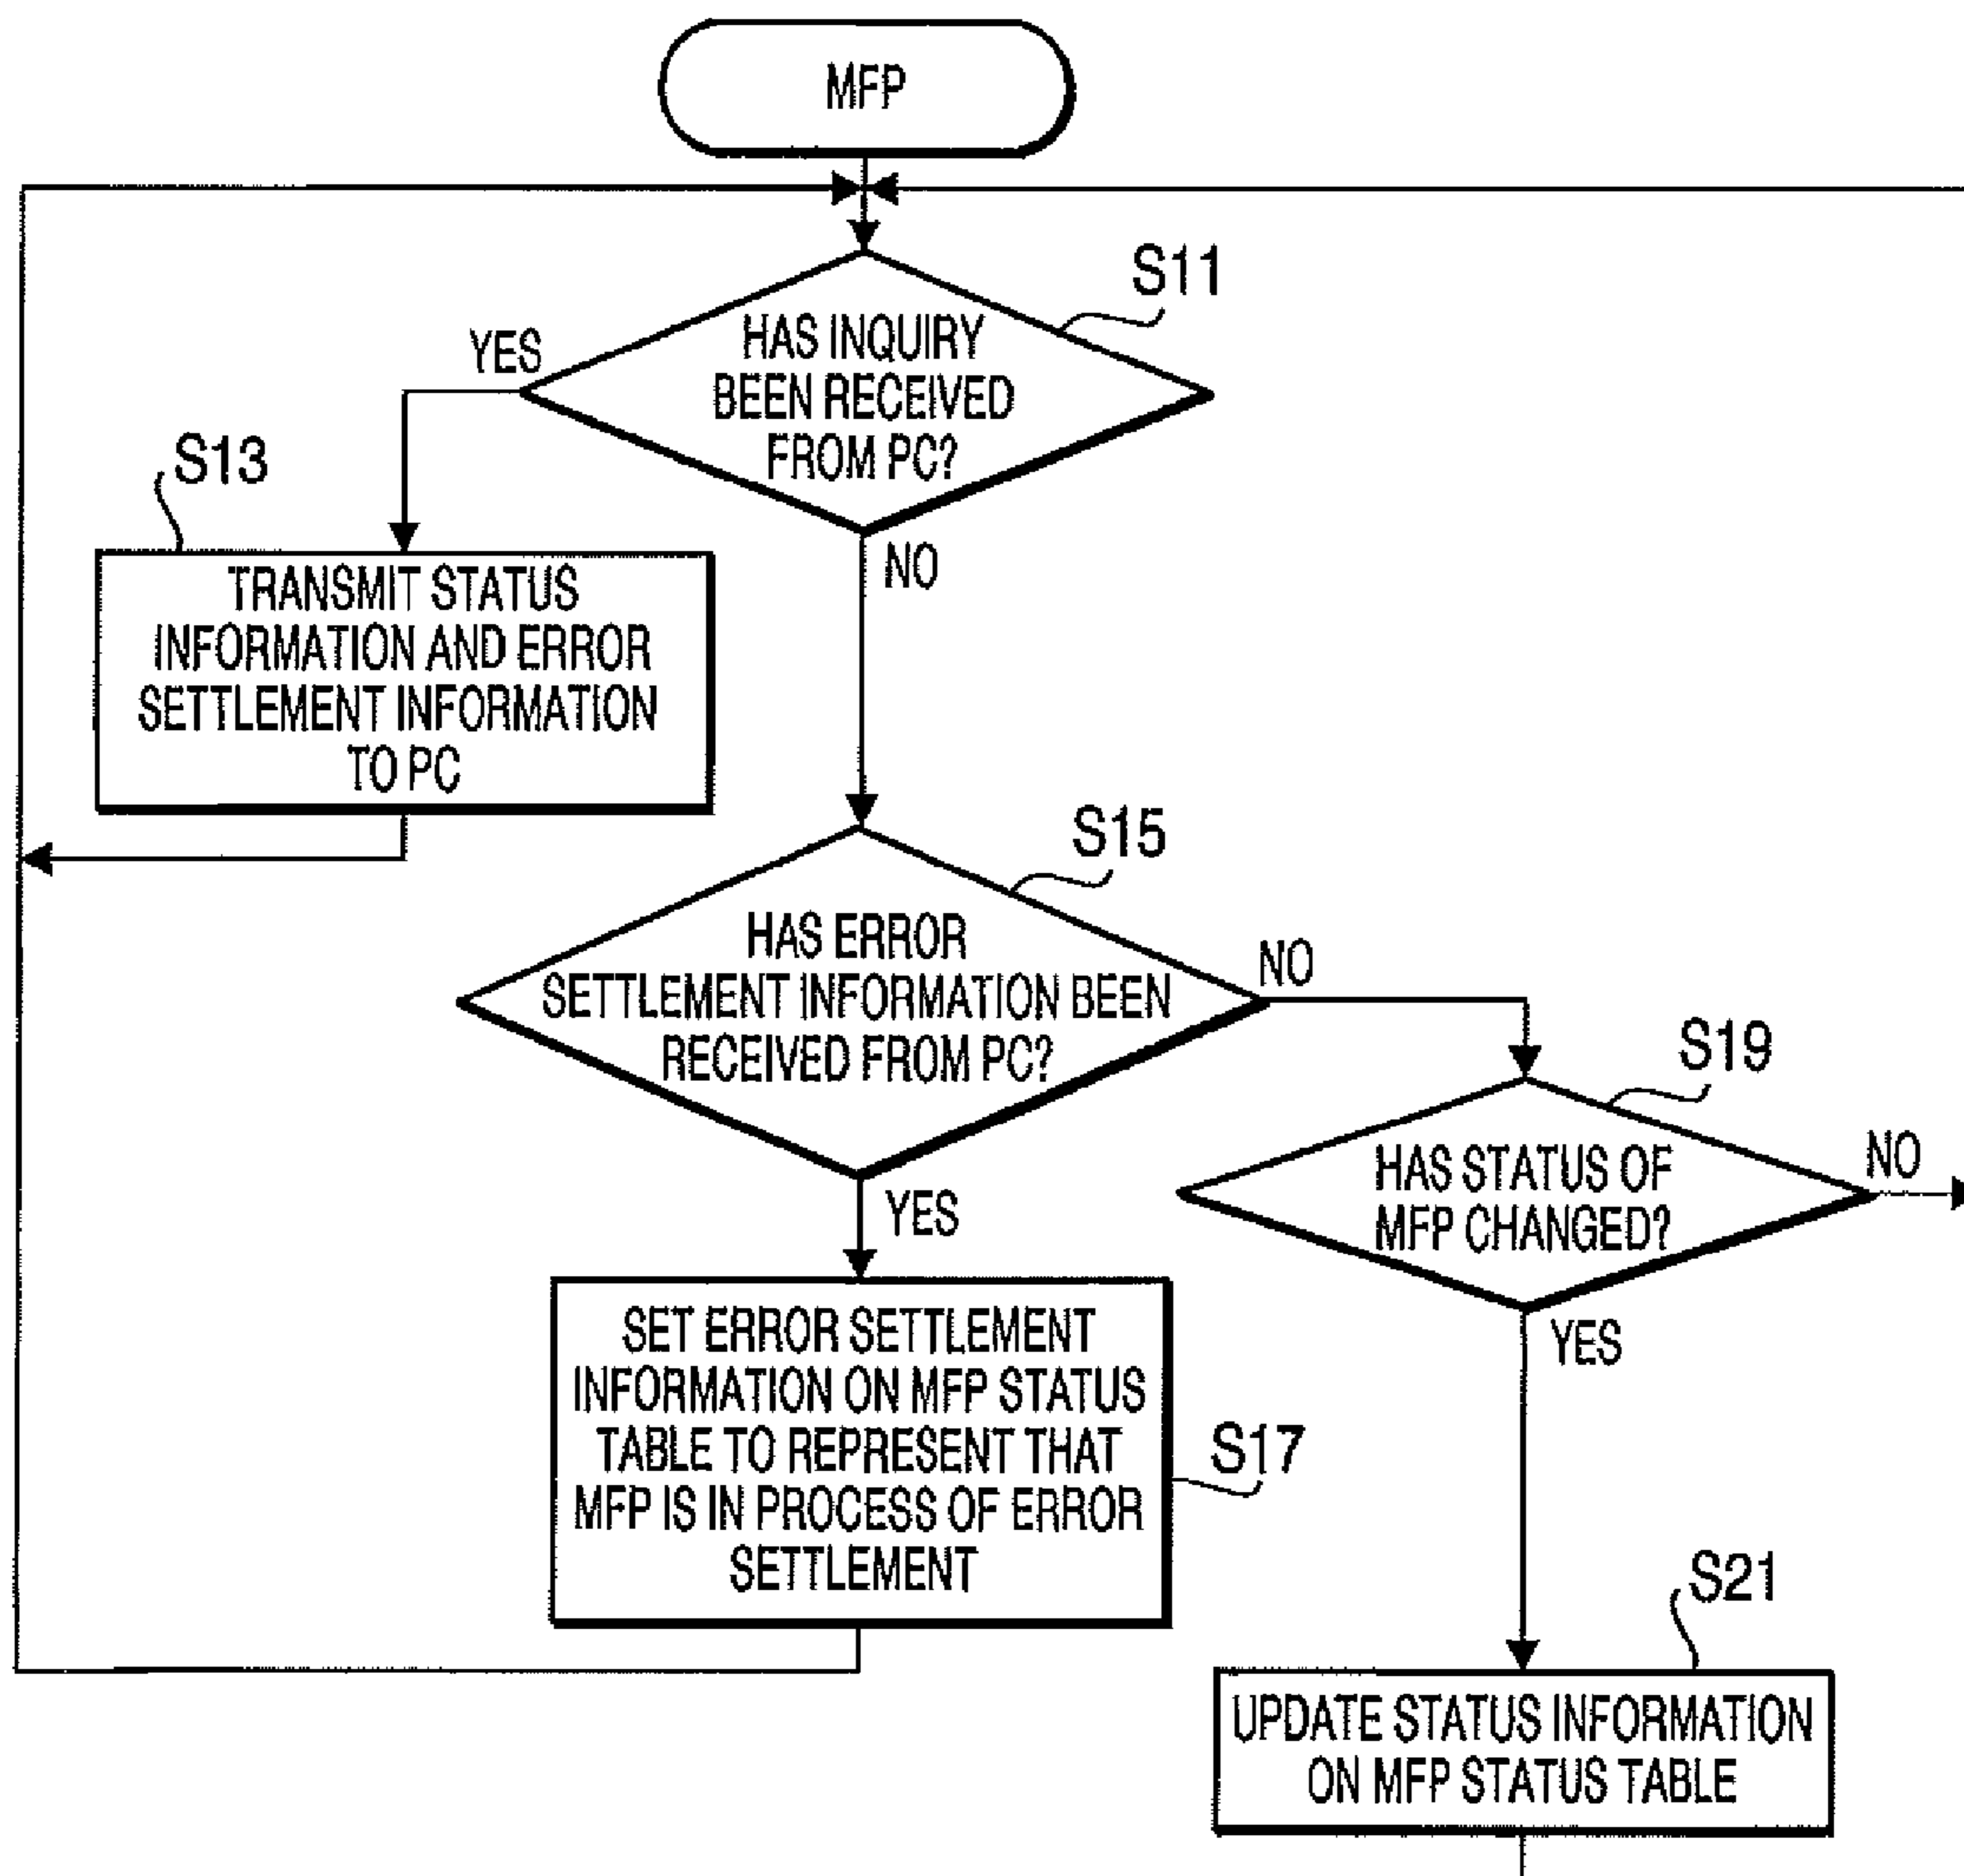 MFP
S11
HAS INQUIRY
BEEN RECEIVED
FROM PC?
YES
NO
S13
TRANSMIT STATUS
INFORMATION AND ERROR
SETTLEMENT INFORMATION
TO PC
S15
HAS ERROR
SETTLEMENT INFORMATION BEEN
RECEIVED FROM PC?
NO
YES
S19
HAS STATUS OF
MFP CHANGED?
NO
YES
SET ERROR SETTLEMENT
INFORMATION ON MFP STATUS
TABLE TO REPRESENT THAT
MFP IS IN PROCESS OF ERROR
SETTLEMENT
S17
S21
UPDATE STATUS INFORMATION
ON MFP STATUS TABLE